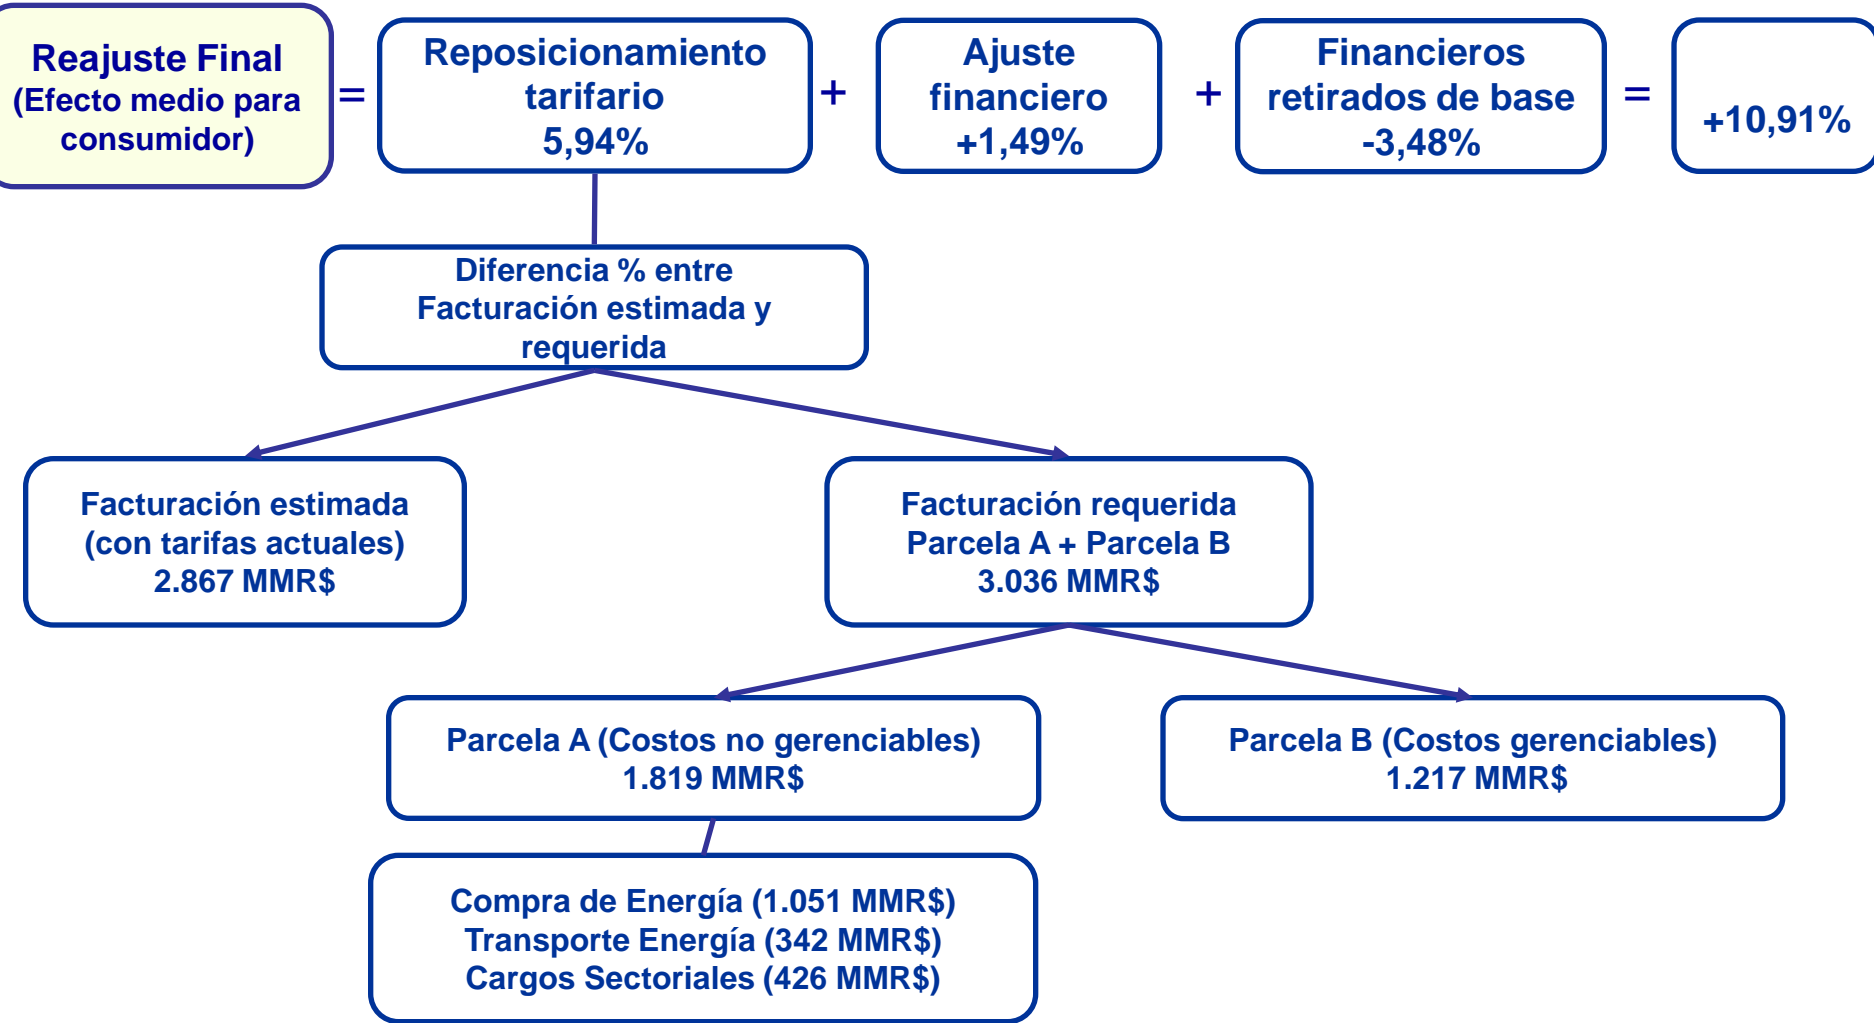 Reajuste Final
(Efecto medio para
consumidor)
=
Reposicionamiento
tarifario
5,94%
+
Ajuste
financiero
+1,49%
+
Financieros
retirados de base
-3,48%
=
+10,91%
Diferencia % entre
Facturación estimada y
requerida
Facturación estimada
(con tarifas actuales)
2.867 MMR$
Facturación requerida
Parcela A + Parcela B
3.036 MMR$
Parcela A (Costos no gerenciables)
1.819 MMR$
Parcela B (Costos gerenciables)
1.217 MMR$
Compra de Energía (1.051 MMR$)
Transporte Energía (342 MMR$)
Cargos Sectoriales (426 MMR$)